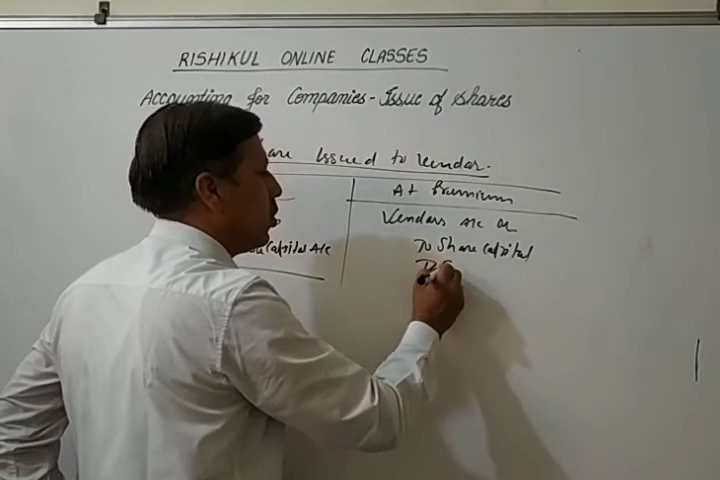 RISHIKUL ONLINE CLASSES
Accounting for Companies - Issue of shares
are Issued to Vendor.
At Premium
Vendors A/c Dr
To Share Capital
Capital A/c
To S